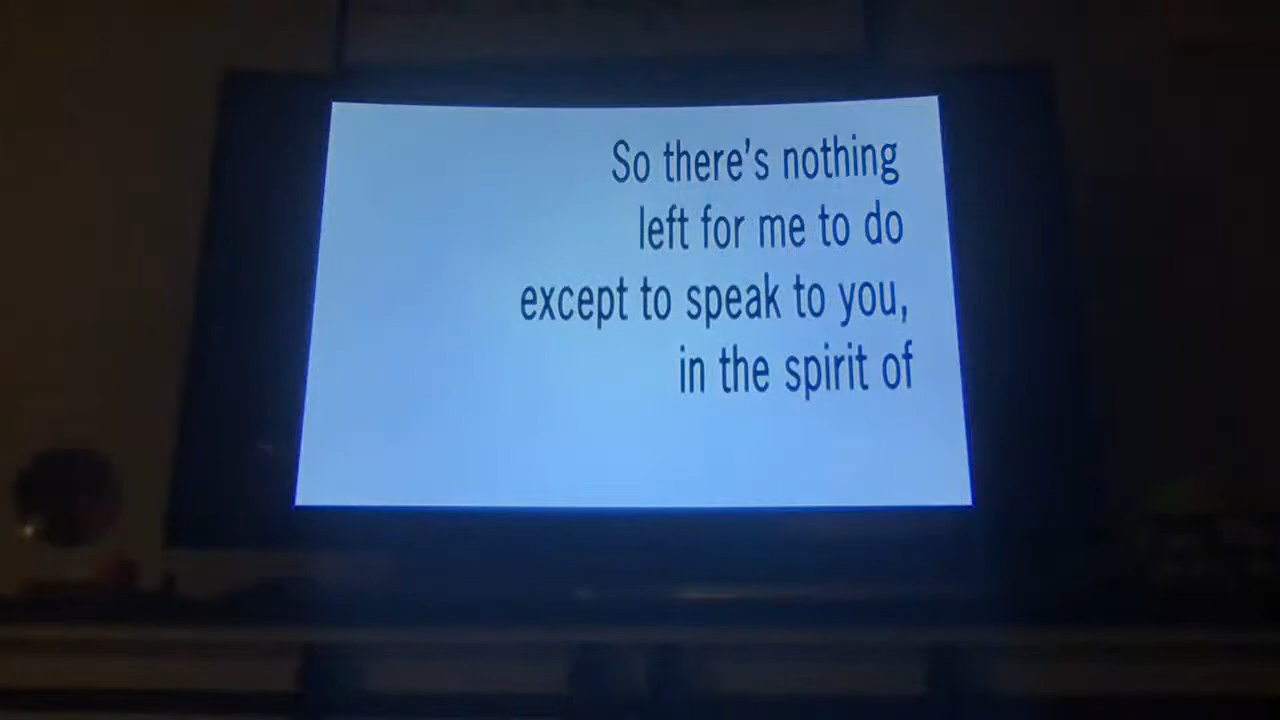 So there's nothing
left for me to do
except to speak to you,
in the spirit of